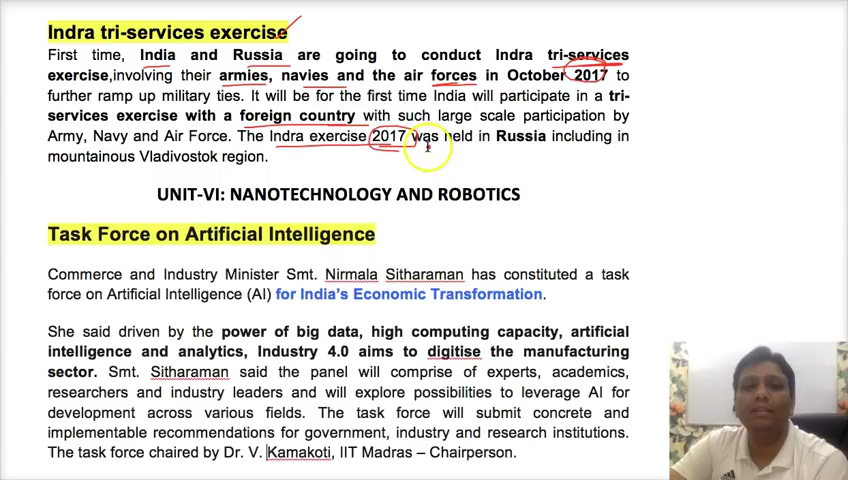 Indra tri-services exercise
First time, India and Russia are going to conduct Indra tri-services
exercise,involving their armies, navies and the air forces in October 2017 to
further ramp up military ties. It will be for the first time India will participate in a tri-
services exercise with a foreign country with such large scale participation by
Army, Navy and Air Force. The Indra exercise 2017 was held in Russia including in
mountainous Vladivostok region.
UNIT-VI: NANOTECHNOLOGY AND ROBOTICS
Task Force on Artificial Intelligence
Commerce and Industry Minister Smt. Nirmala Sitharaman has constituted a task
force on Artificial Intelligence (AI) for India's Economic Transformation.
She said driven by the power of big data, high computing capacity, artificial
intelligence and analytics, Industry 4.0 aims to digitise the manufacturing
sector. Smt. Sitharaman said the panel will comprise of experts, academics,
researchers and industry leaders and will explore possibilities to leverage AI for
development across various fields. The task force will submit concrete and
implementable recommendations for government, industry and research institutions.
The task force chaired by Dr. V. Kamakoti, IIT Madras – Chairperson.